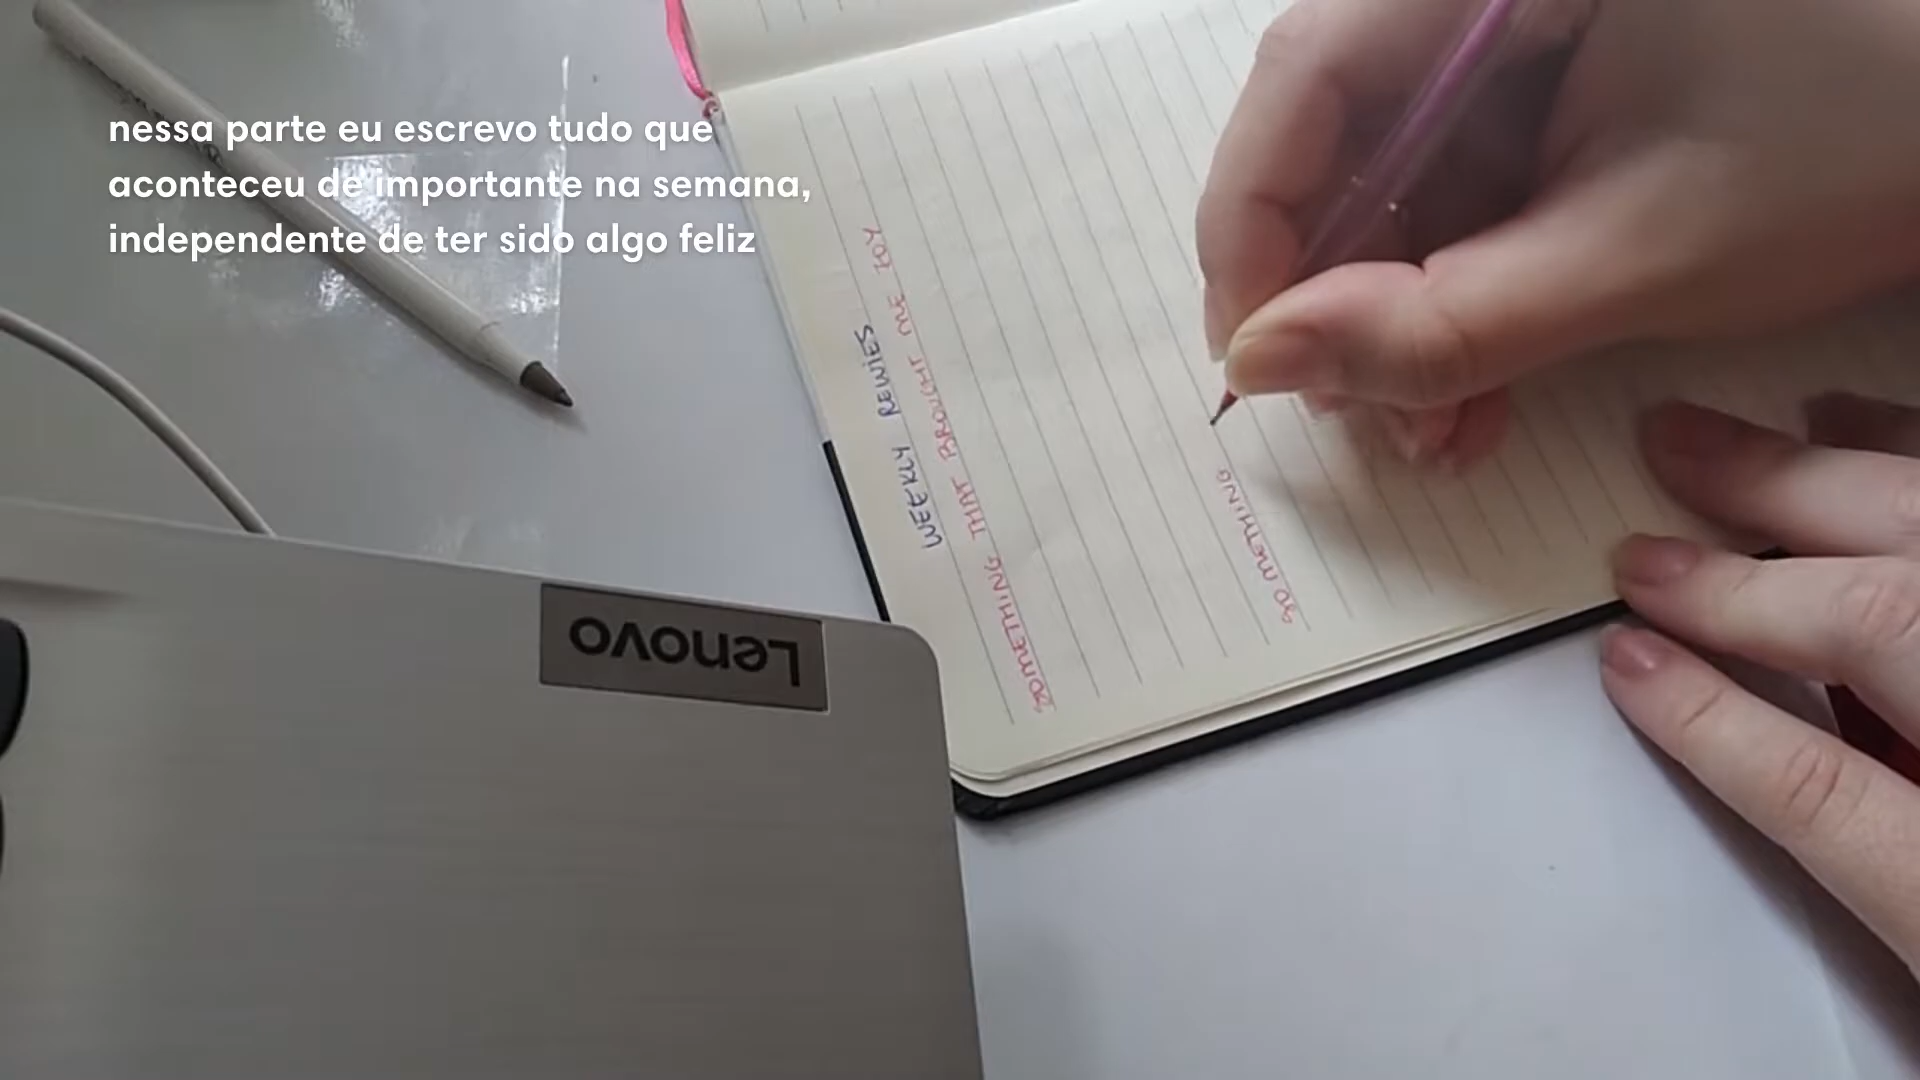 nessa parte eu escrevo tudo que
aconteceu de importante na semana,
independente de ter sido algo feliz
WEEKLY REWIES
SOMETHING THAT BROUGHT ME JOY
SOMETHING
Lenovo